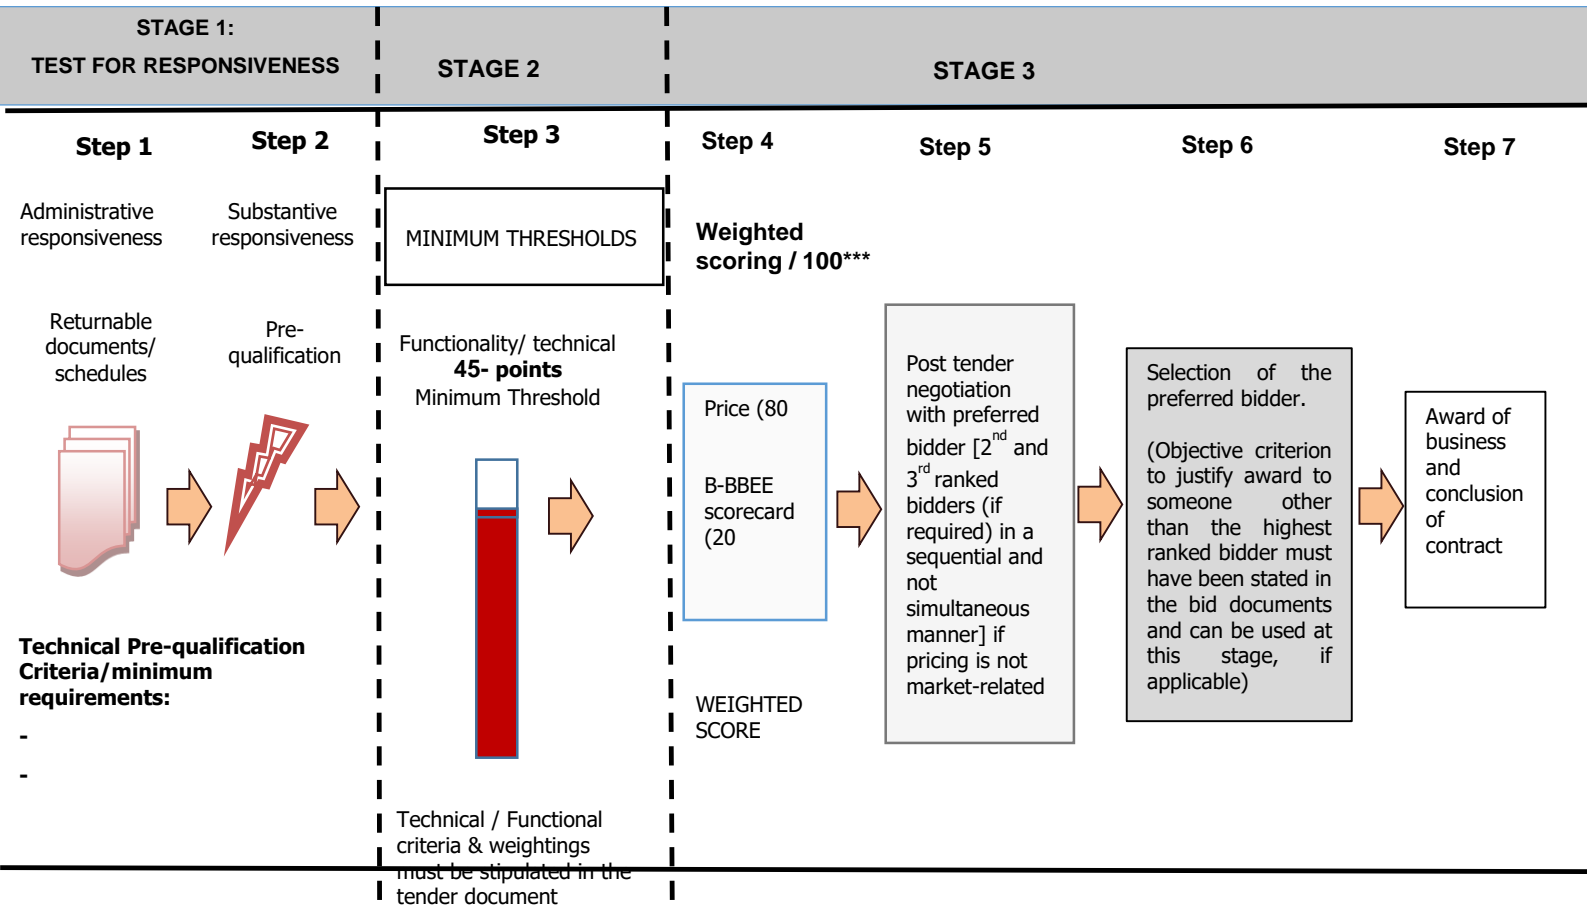 STAGE 1:
TEST FOR RESPONSIVENESS
STAGE 2
STAGE 3
Step 1
Step 2
Step 3
Step 4
Step 5
Step 6
Step 7
Administrative
responsiveness
Substantive
responsiveness
MINIMUM THRESHOLDS
Weighted
scoring / 100***
Returnable
documents/
schedules
Pre-
qualification
Functionality/ technical
45- points
Minimum Threshold
Price (80
B-BBEE
scorecard
(20
Post tender
negotiation
with preferred
bidder [2nd and
3rd ranked
bidders (if
required) in a
sequential and
not
simultaneous
manner] if
pricing is not
market-related
Selection of the
preferred bidder.
(Objective criterion
to justify award to
someone other
than the highest
ranked bidder must
have been stated in
the bid documents
and can be used at
this stage, if
applicable)
Award of
business
and
conclusion
of
contract
Technical Pre-qualification
Criteria/minimum
requirements:
-
-
WEIGHTED
SCORE
Technical / Functional
criteria & weightings
must be stipulated in the
tender document